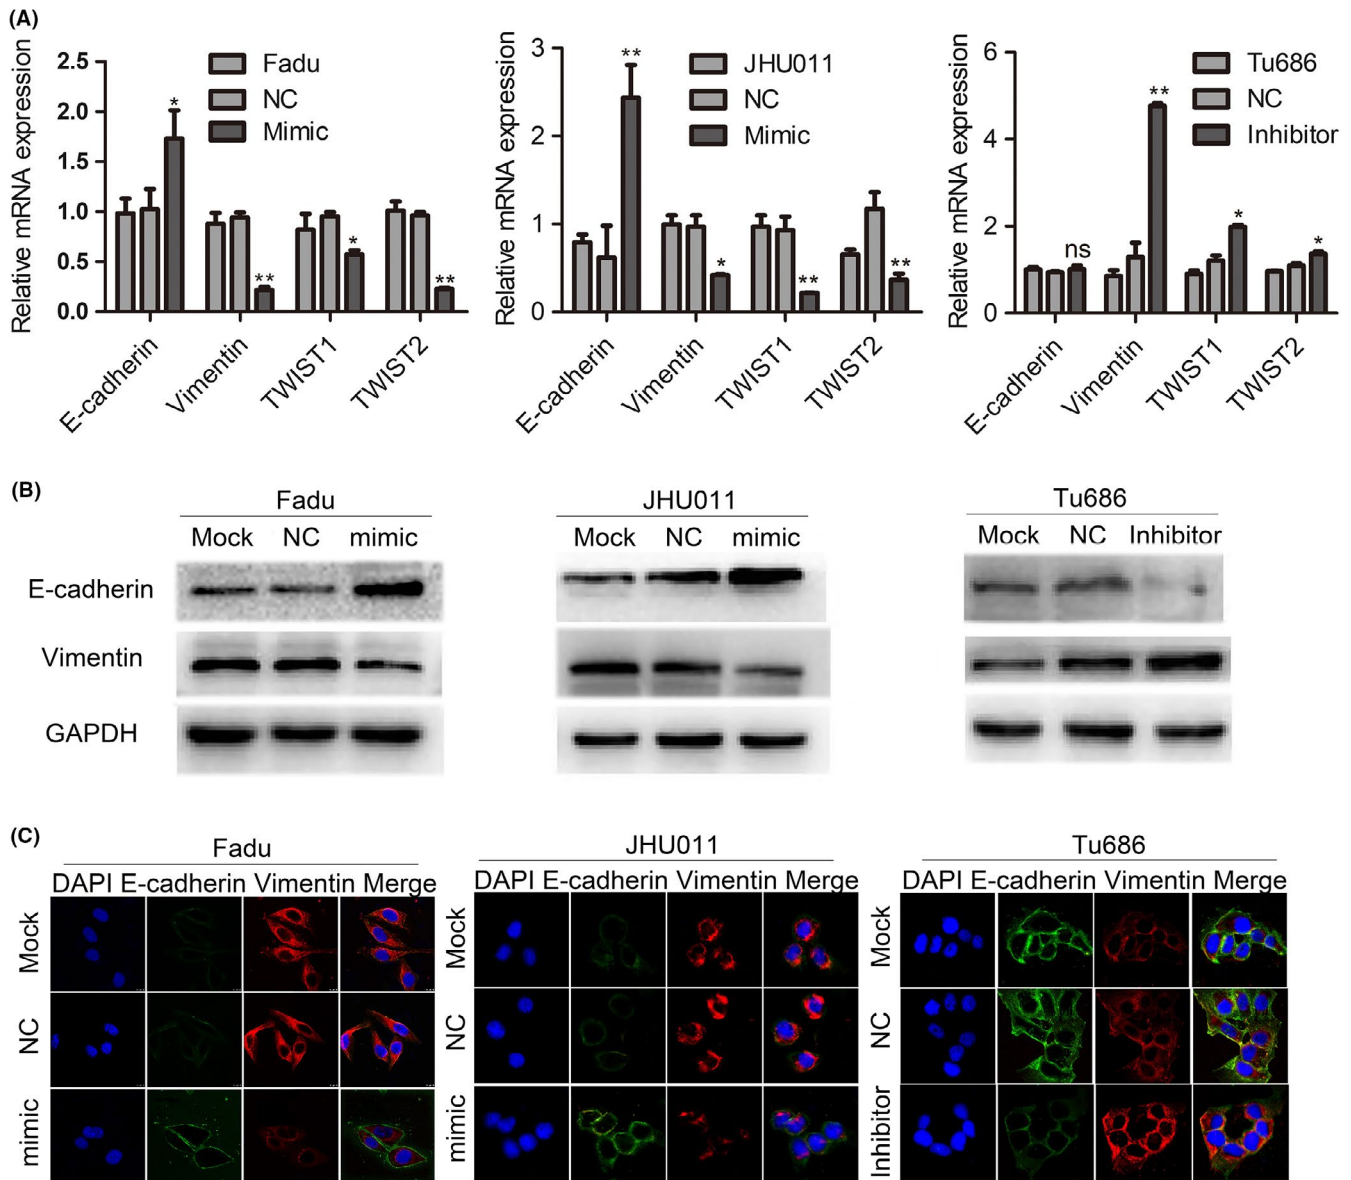 (A)
Relative mRNA expression
2.5
2.0
1.5
1.0
0.5
0.0
Fadu
NC
Mimic
*
**
*
**
E-cadherin
Vimentin
TWIST1
TWIST2
Relative mRNA expression
3
2
1
0
JHU011
NC
Mimic
**
*
**
**
E-cadherin
Vimentin
TWIST1
TWIST2
Relative mRNA expression
6
4
2
0
Tu686
NC
Inhibitor
ns
**
*
*
E-cadherin
Vimentin
TWIST1
TWIST2
(B)
Fadu
JHU011
Tu686
Mock NC mimic
Mock NC mimic
Mock NC Inhibitor
E-cadherin
Vimentin
GAPDH
(C)
Fadu
DAPI E-cadherin Vimentin Merge
Mock
NC
mimic
JHU011
DAPI E-cadherin Vimentin Merge
Mock
NC
mimic
Tu686
DAPI E-cadherin Vimentin Merge
Mock
NC
Inhibitor